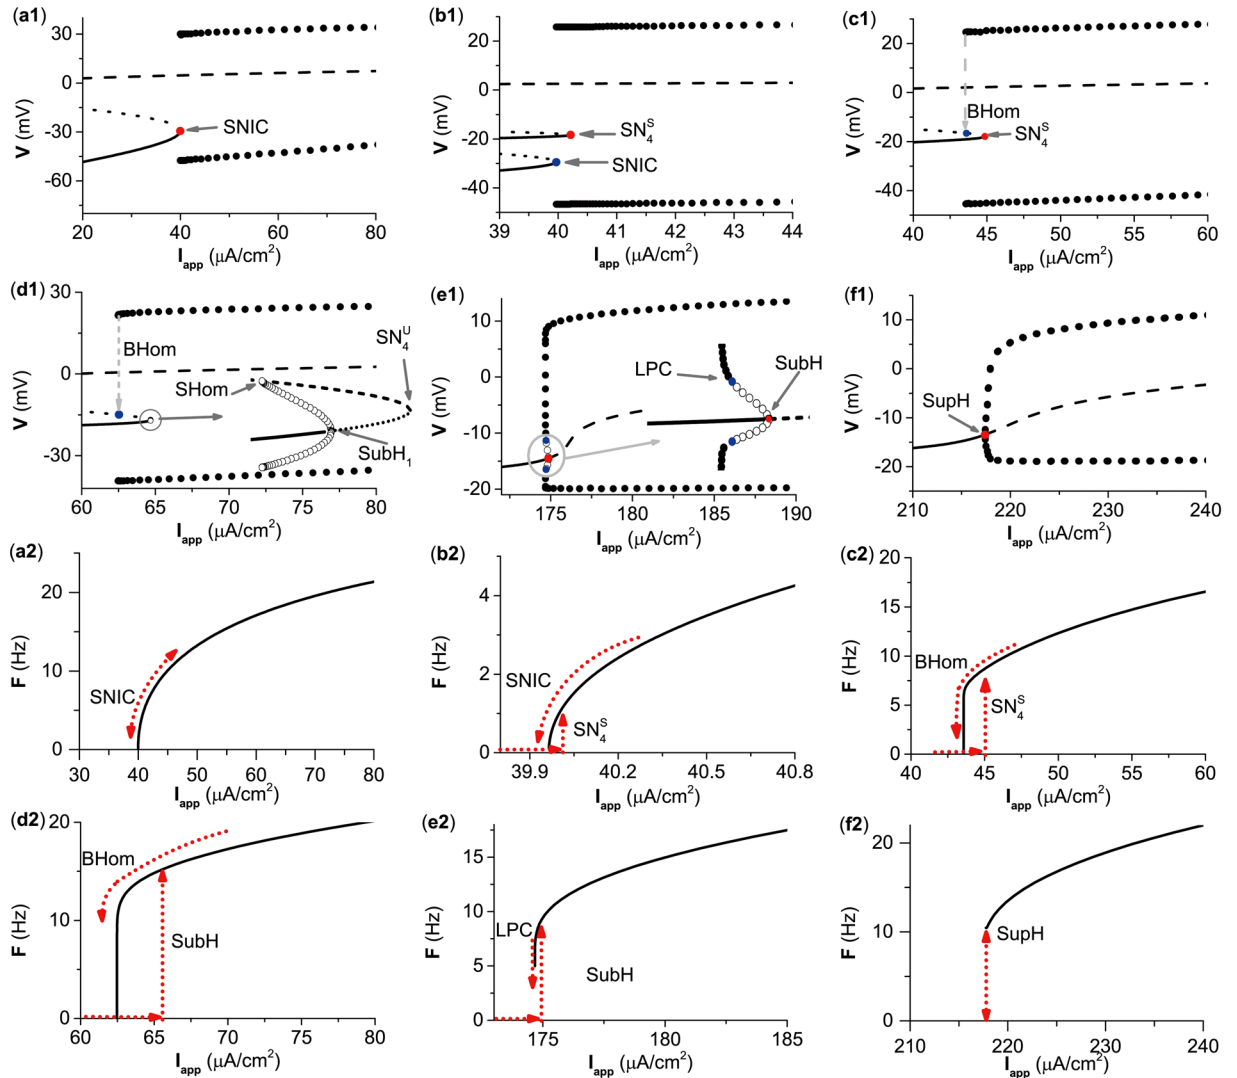 (a1)
30
0
-30
-60
V (mV)
SNIC
20 40 60 80
Iapp (μA/cm²)
(b1)
20
0
-20
-40
V (mV)
SN₄ˢ
SNIC
39 40 41 42 43 44
Iapp (μA/cm²)
(c1)
20
0
-20
-40
V (mV)
BHom
SN₄ˢ
40 45 50 55 60
Iapp (μA/cm²)
(d1)
30
0
-30
V (mV)
BHom
SHom
SN₄ᵁ
SubH₁
60 65 70 75 80
Iapp (μA/cm²)
(e1)
10
0
-10
-20
V (mV)
LPC
SubH
175 180 185 190
Iapp (μA/cm²)
(f1)
10
0
-10
-20
V (mV)
SupH
210 220 230 240
Iapp (μA/cm²)
(a2)
20
10
0
F (Hz)
SNIC
30 40 50 60 70 80
Iapp (μA/cm²)
(b2)
4
2
0
F (Hz)
SNIC
SN₄ˢ
39.9 40.2 40.5 40.8
Iapp (μA/cm²)
(c2)
20
15
10
5
0
F (Hz)
BHom
SN₄ˢ
40 45 50 55 60
Iapp (μA/cm²)
(d2)
20
10
0
F (Hz)
BHom
SubH
60 65 70 75 80
Iapp (μA/cm²)
(e2)
15
10
5
0
F (Hz)
LPC
SubH
175 180 185
Iapp (μA/cm²)
(f2)
20
10
0
F (Hz)
SupH
210 220 230 240
Iapp (μA/cm²)